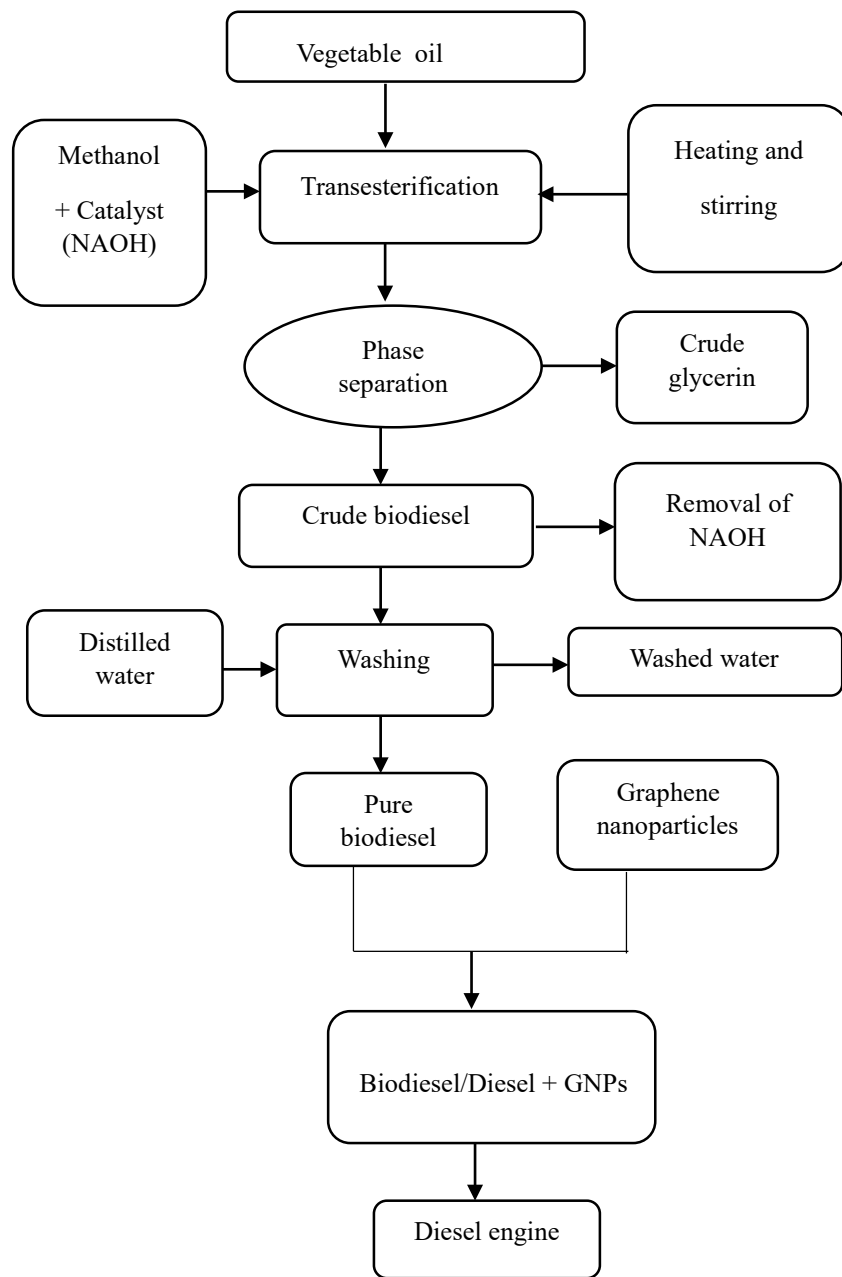 Vegetable oil
Methanol
+ Catalyst
(NAOH)
Transesterification
Heating and
stirring
Phase
separation
Crude
glycerin
Crude biodiesel
Removal of
NAOH
Distilled
water
Washing
Washed water
Pure
biodiesel
Graphene
nanoparticles
Biodiesel/Diesel + GNPs
Diesel engine